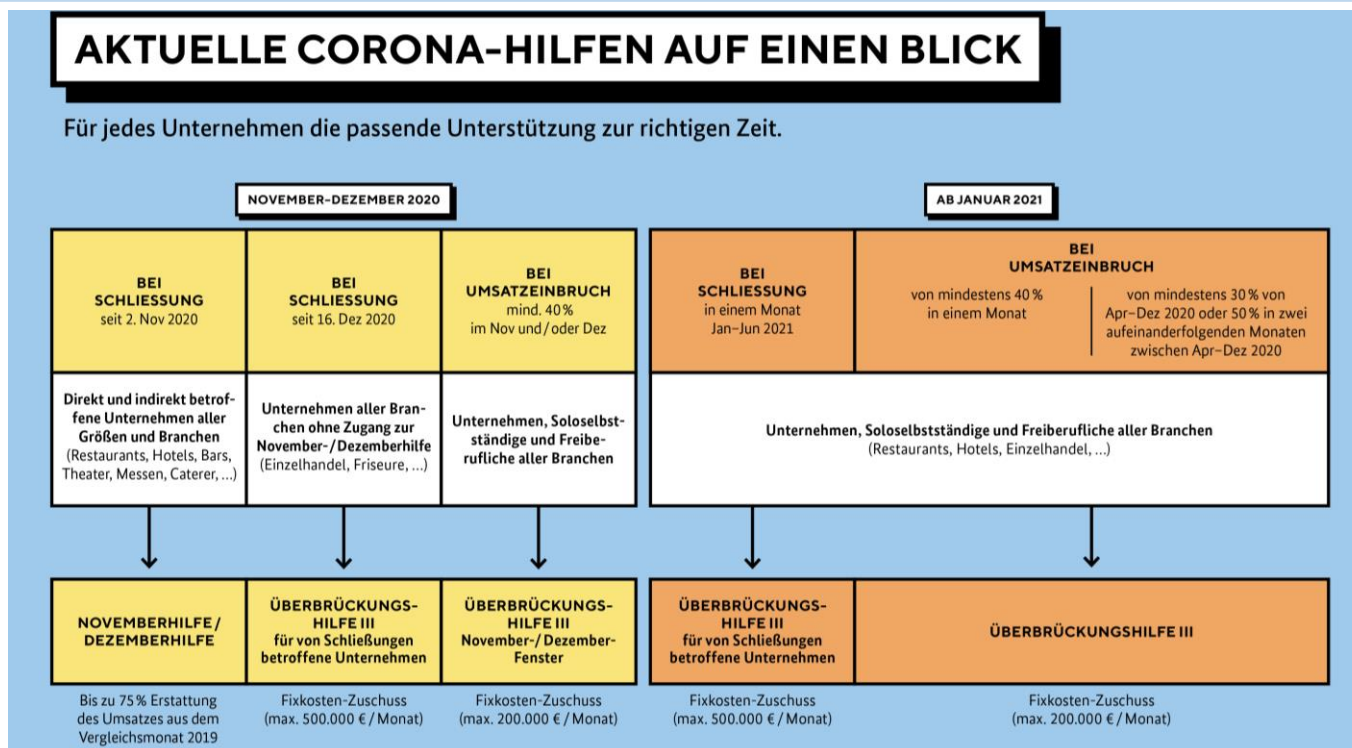 AKTUELLE CORONA-HILFEN AUF EINEN BLICK
Für jedes Unternehmen die passende Unterstützung zur richtigen Zeit.
NOVEMBER–DEZEMBER 2020
BEI
SCHLIESSUNG
seit 2. Nov 2020
BEI
SCHLIESSUNG
seit 16. Dez 2020
BEI
UMSATZEINBRUCH
mind. 40 %
im Nov und / oder Dez
Direkt und indirekt betrof-
fene Unternehmen aller
Größen und Branchen
(Restaurants, Hotels, Bars,
Theater, Messen, Caterer, ...)
Unternehmen aller Bran-
chen ohne Zugang zur
November-/Dezemberhilfe
(Einzelhandel, Friseure, ...)
Unternehmen, Soloselbst-
ständige und Freibe-
rufliche aller Branchen
NOVEMBERHILFE /
DEZEMBERHILFE
ÜBERBRÜCKUNGS-
HILFE III
für von Schließungen
betroffene Unternehmen
ÜBERBRÜCKUNGS-
HILFE III
November-/ Dezember-
Fenster
Bis zu 75 % Erstattung
des Umsatzes aus dem
Vergleichsmonat 2019
Fixkosten-Zuschuss
(max. 500.000 € / Monat)
Fixkosten-Zuschuss
(max. 200.000 € / Monat)
AB JANUAR 2021
BEI
SCHLIESSUNG
in einem Monat
Jan–Jun 2021
BEI
UMSATZEINBRUCH
von mindestens 40 %
in einem Monat
von mindestens 30 % von
Apr–Dez 2020 oder 50 % in zwei
aufeinanderfolgenden Monaten
zwischen Apr–Dez 2020
Unternehmen, Soloselbstständige und Freiberufliche aller Branchen
(Restaurants, Hotels, Einzelhandel, ...)
ÜBERBRÜCKUNGS-
HILFE III
für von Schließungen
betroffene Unternehmen
ÜBERBRÜCKUNGSHILFE III
Fixkosten-Zuschuss
(max. 500.000 € / Monat)
Fixkosten-Zuschuss
(max. 200.000 € / Monat)